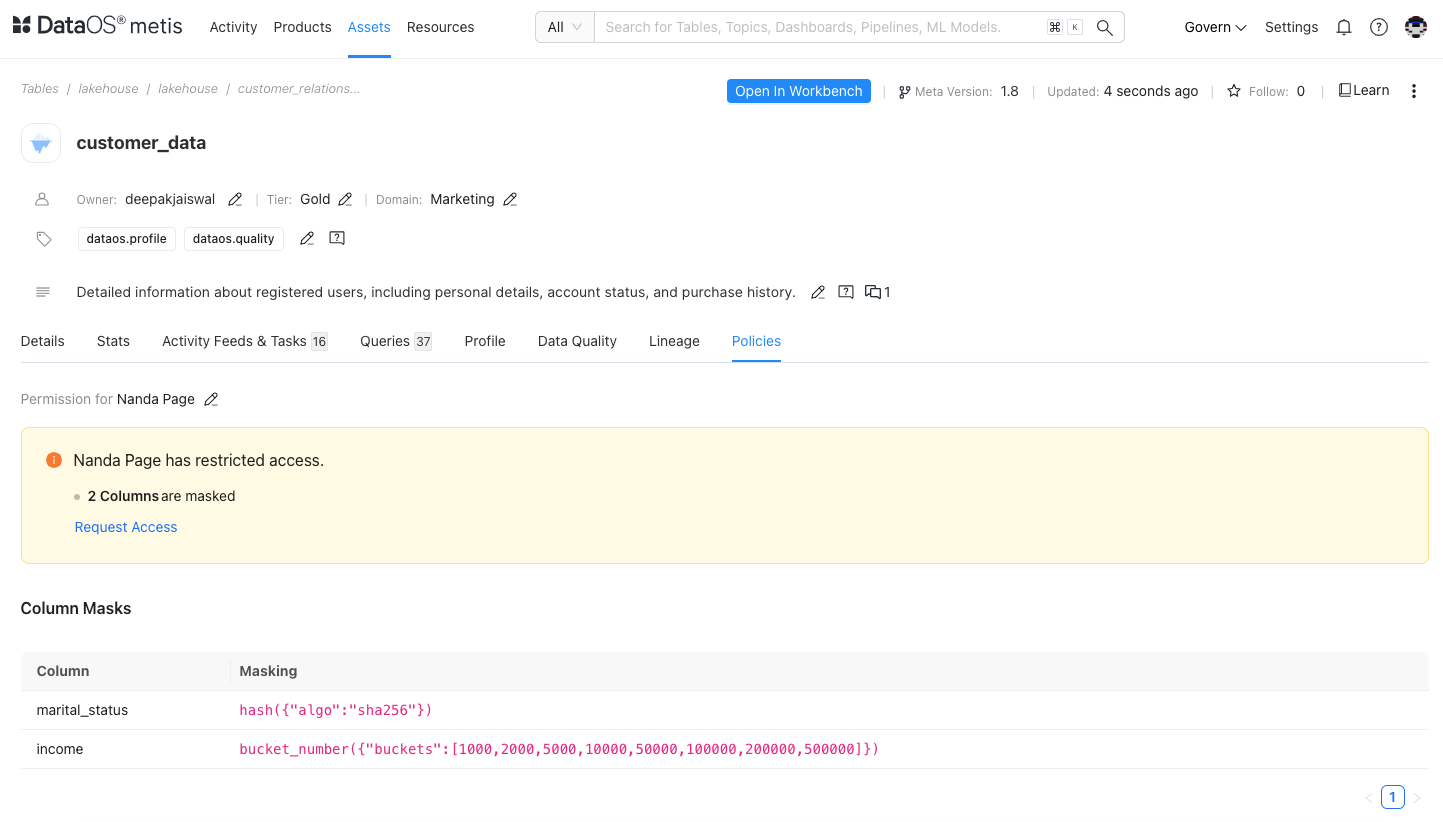 DataOS® metis Activity Products Assets Resources All Search for Tables, Topics, Dashboards, Pipelines, ML Models. ⌘ K Govern Settings
Tables / lakehouse / lakehouse / customer_relations... Open In Workbench | Meta Version: 1.8 | Updated: 4 seconds ago | Follow: 0 | Learn
customer_data
Owner: deepakjaiswal | Tier: Gold | Domain: Marketing
dataos.profile dataos.quality
Detailed information about registered users, including personal details, account status, and purchase history. 1
Details Stats Activity Feeds & Tasks 16 Queries 37 Profile Data Quality Lineage Policies
Permission for Nanda Page
Nanda Page has restricted access.
2 Columns are masked
Request Access
Column Masks
Column Masking
marital_status hash({"algo":"sha256"})
income bucket_number({"buckets":[1000,2000,5000,10000,50000,100000,200000,500000]})
< 1 >